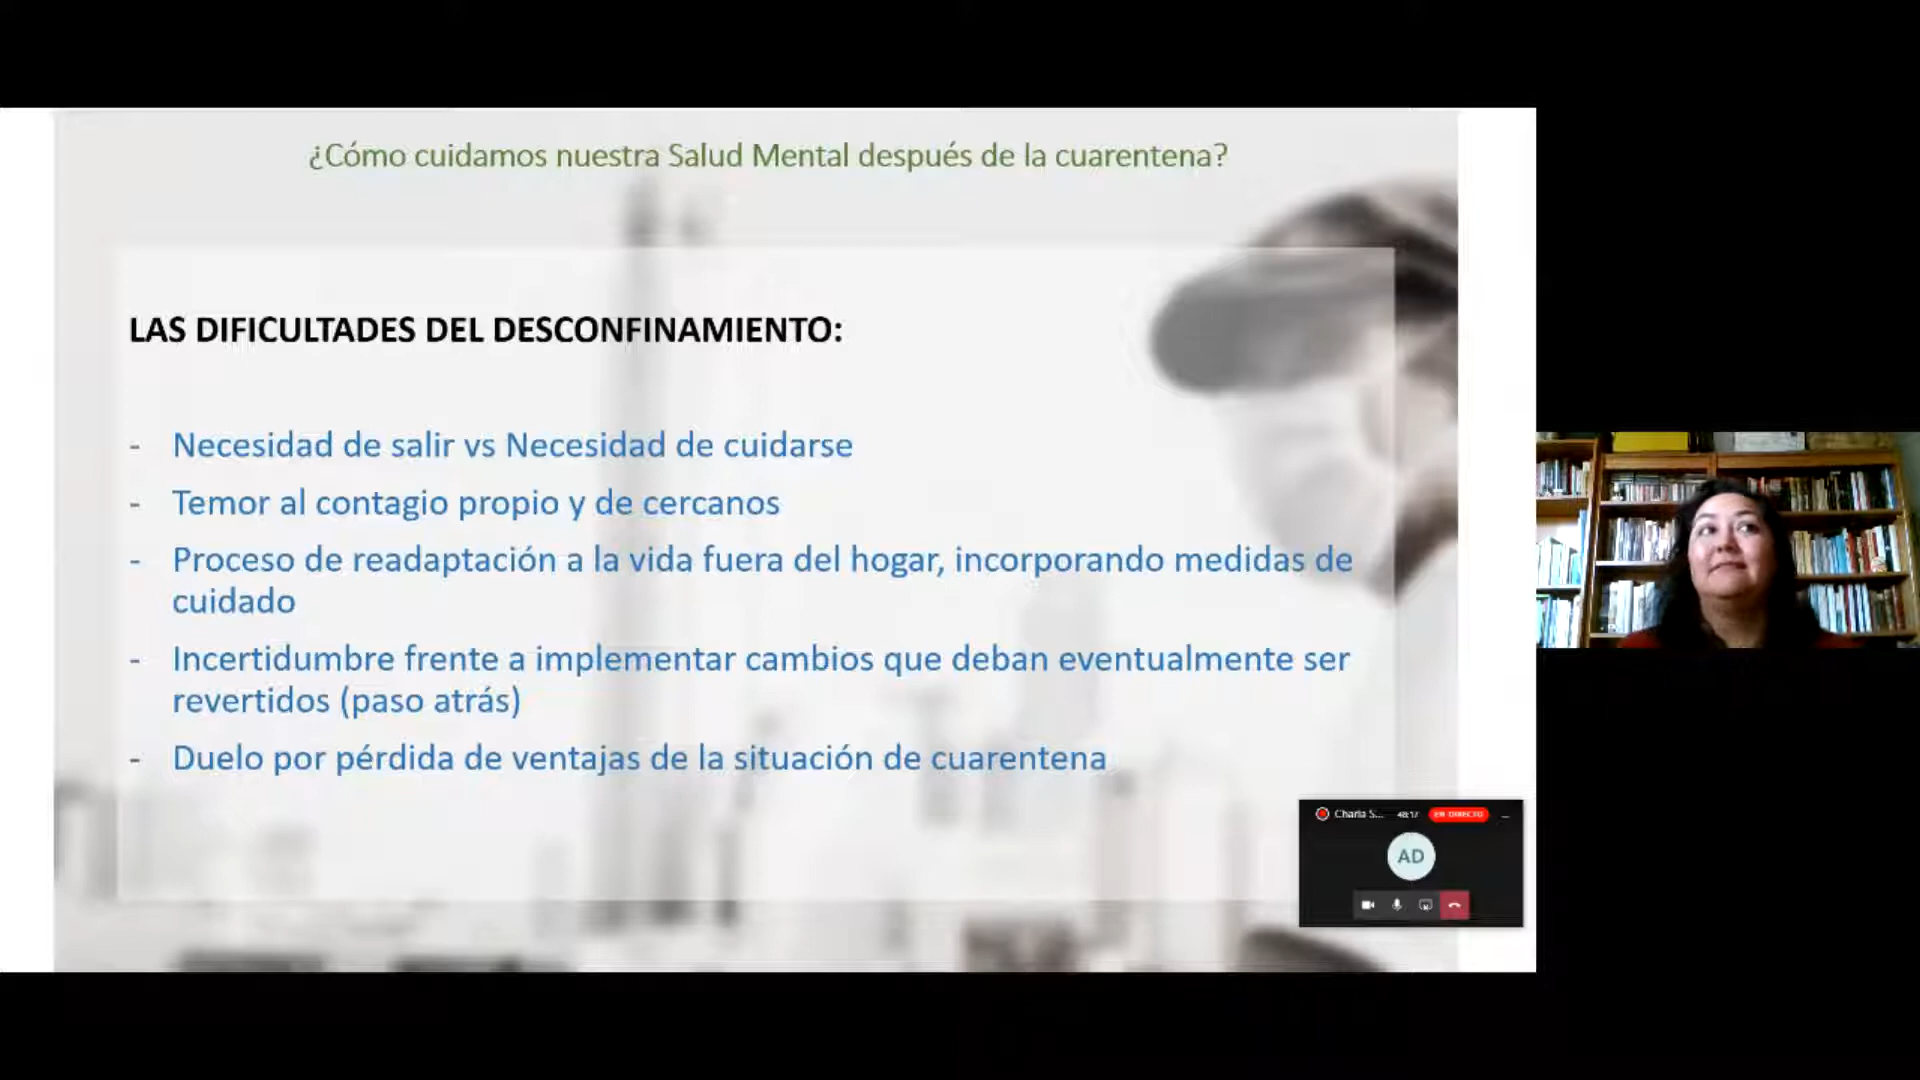 ¿Cómo cuidamos nuestra Salud Mental después de la cuarentena?
LAS DIFICULTADES DEL DESCONFINAMIENTO:
- Necesidad de salir vs Necesidad de cuidarse
- Temor al contagio propio y de cercanos
- Proceso de readaptación a la vida fuera del hogar, incorporando medidas de
cuidado
- Incertidumbre frente a implementar cambios que deban eventualmente ser
revertidos (paso atrás)
- Duelo por pérdida de ventajas de la situación de cuarentena
Charla S... 48:17 EN DIRECTO
AD